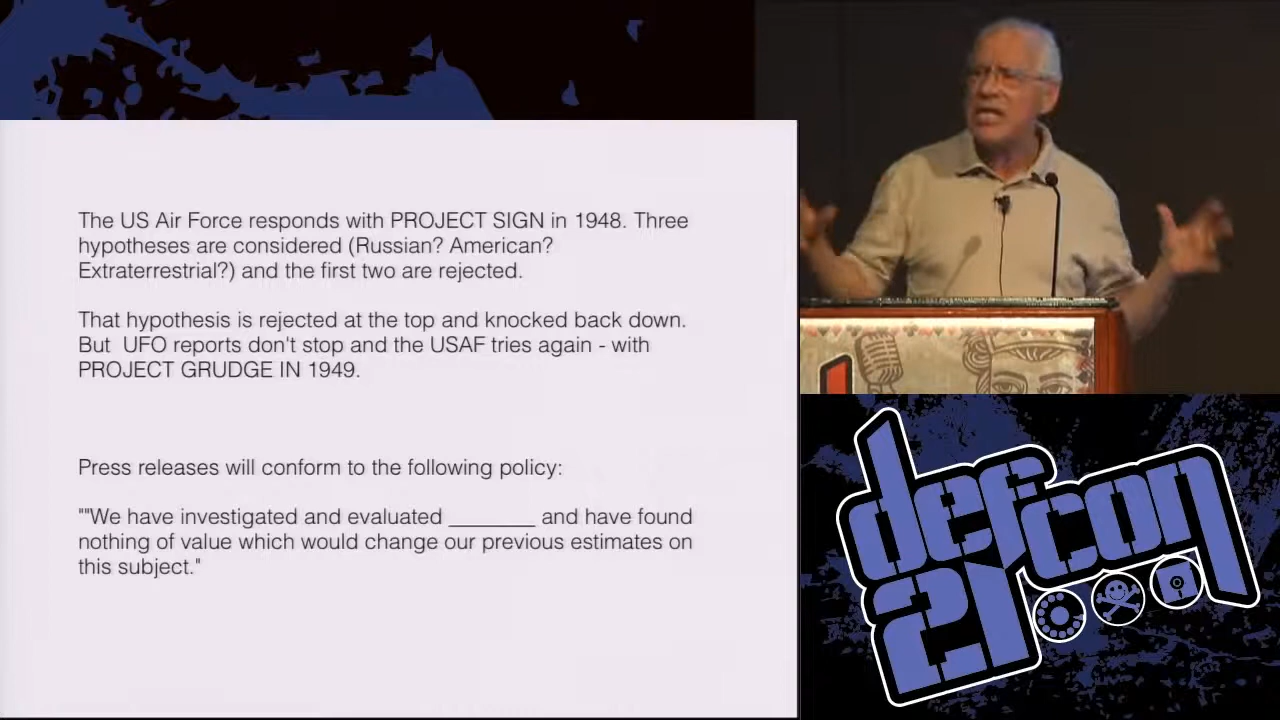 The US Air Force responds with PROJECT SIGN in 1948. Three
hypotheses are considered (Russian? American?
Extraterrestrial?) and the first two are rejected.
That hypothesis is rejected at the top and knocked back down.
But  UFO reports don't stop and the USAF tries again - with
PROJECT GRUDGE IN 1949.
Press releases will conform to the following policy:
""We have investigated and evaluated ________ and have found
nothing of value which would change our previous estimates on
this subject."
defcon
21